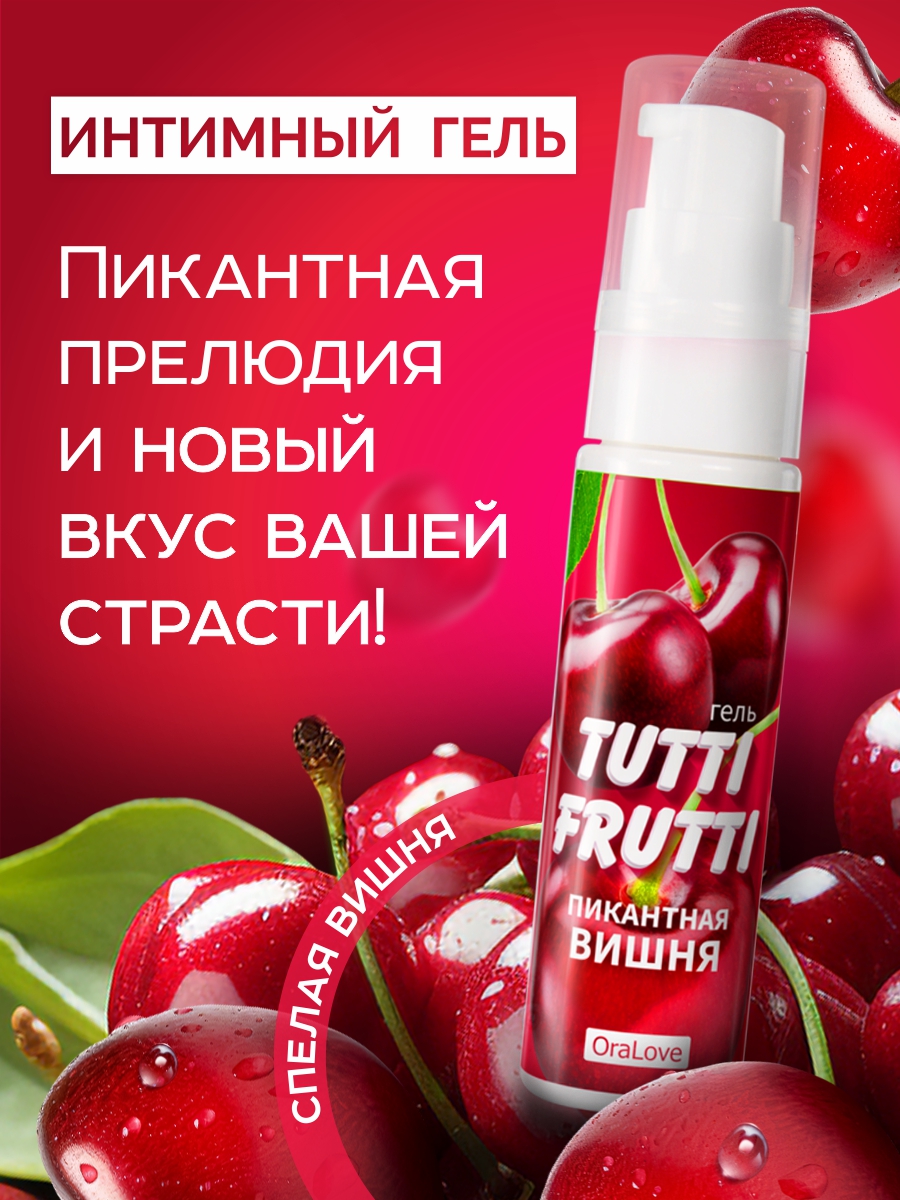 ИНТИМНЫЙ ГЕЛЬ
Пикантная
прелюдия
и новый
вкус вашей
страсти!
гель
TUTTI
FRUTTI
ПИКАНТНАЯ
ВИШНЯ
OraLove
СПЕЛАЯ ВИШНЯ